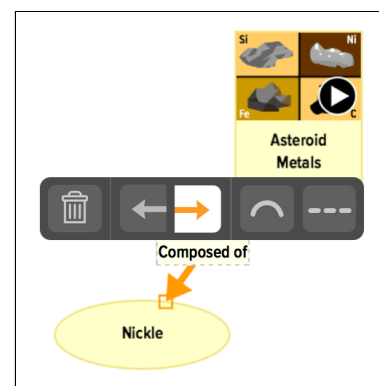 Si Ni
Fe C
Asteroid
Metals
Composed of
Nickle